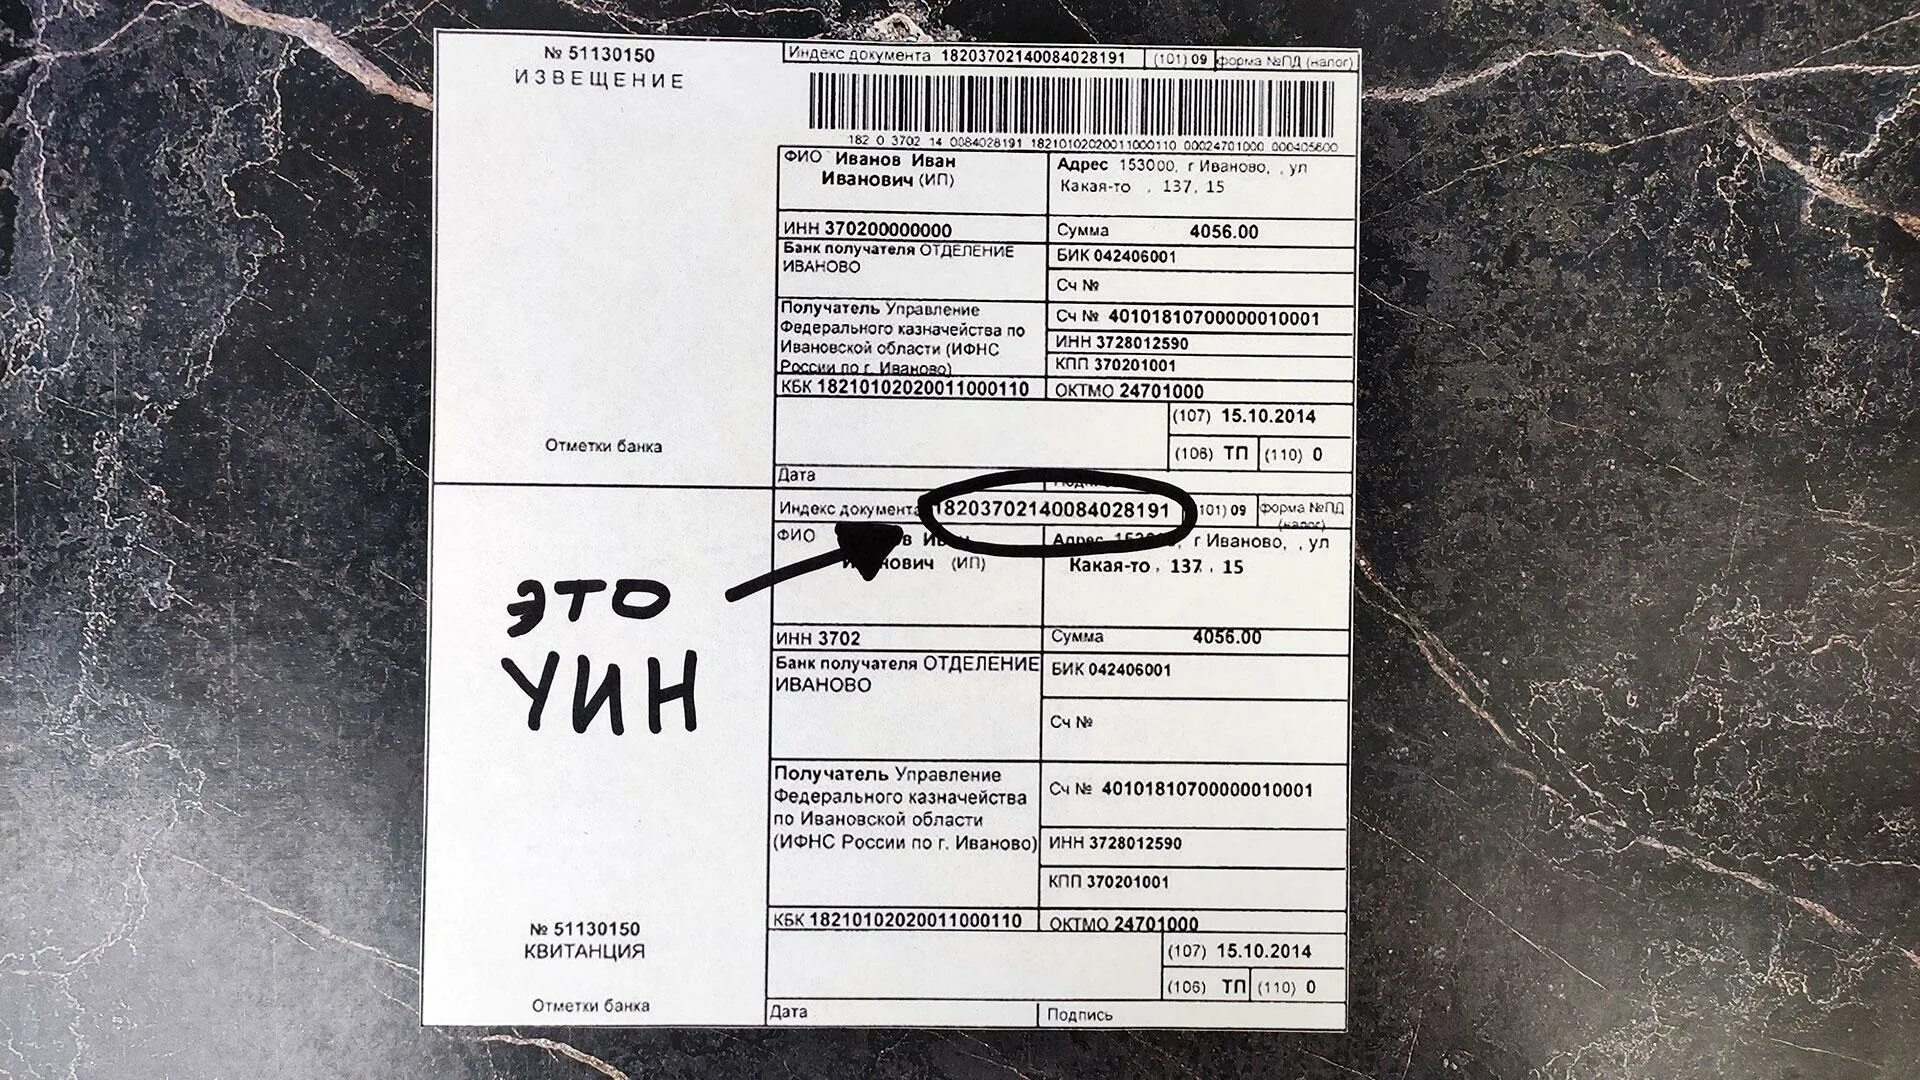 № 51130150
ИЗВЕЩЕНИЕ
Индекс документа 18203702140084028191 (101) 09 форма №ПД (налог)
182 0 3702 14 0084028191 18210102020011000110 00024701000 000405600
ФИО Иванов Иван
Иванович (ИП)
Адрес 153000, г Иваново, , ул
Какая-то , 137, 15
ИНН 370200000000
Сумма 4056.00
Банк получателя ОТДЕЛЕНИЕ
ИВАНОВО
БИК 042406001
Сч №
Получатель Управление
Федерального казначейства по
Ивановской области (ИФНС
России по г. Иваново)
Сч № 40101810700000010001
ИНН 3728012590
КПП 370201001
КБК 18210102020011000110
ОКТМО 24701000
(107) 15.10.2014
(106) ТП (110) 0
Отметки банка
Дата
Индекс документа 18203702140084028191 (101) 09 форма №ПД
(налог)
ФИО Иван
(ИП)
Адрес г Иваново, , ул
Какая-то , 137 , 15
ЭТО
УИН
ИНН 3702
Сумма 4056.00
Банк получателя ОТДЕЛЕНИЕ
ИВАНОВО
БИК 042406001
Сч №
Получатель Управление
Федерального казначейства
по Ивановской области
(ИФНС России по г. Иваново)
Сч № 40101810700000010001
ИНН 3728012590
КПП 370201001
КБК 18210102020011000110
ОКТМО 24701000
№ 51130150
КВИТАНЦИЯ
(107) 15.10.2014
(106) ТП (110) 0
Отметки банка
Дата
Подпись